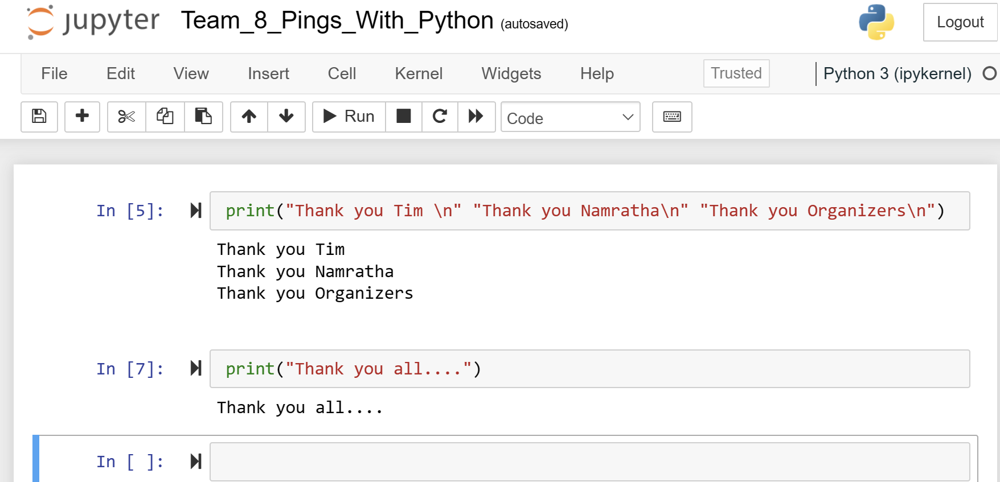 jupyter Team_8_Pings_With_Python (autosaved) Logout
File Edit View Insert Cell Kernel Widgets Help Trusted Python 3 (ipykernel)
Run Code
In [5]: print("Thank you Tim \n" "Thank you Namratha\n" "Thank you Organizers\n")
Thank you Tim
Thank you Namratha
Thank you Organizers
In [7]: print("Thank you all....")
Thank you all....
In [ ]: